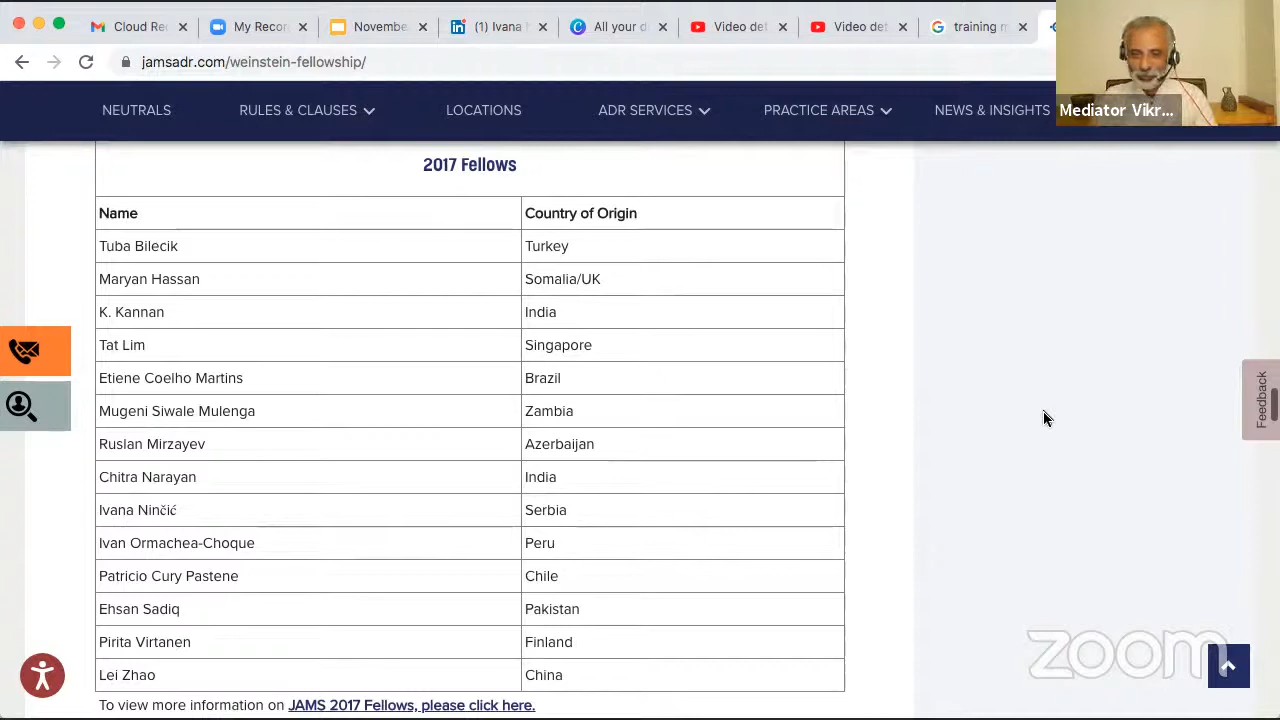 Cloud Rec
My Recor
Novembe
(1) Ivana H
All your d
Video det
Video det
training m
jamsadr.com/weinstein-fellowship/
Mediator Vikr...
NEUTRALS RULES & CLAUSES LOCATIONS ADR SERVICES PRACTICE AREAS NEWS & INSIGHTS
2017 Fellows
Name Country of Origin
Tuba Bilecik Turkey
Maryan Hassan Somalia/UK
K. Kannan India
Tat Lim Singapore
Etiene Coelho Martins Brazil
Mugeni Siwale Mulenga Zambia
Ruslan Mirzayev Azerbaijan
Chitra Narayan India
Ivana Ninčić Serbia
Ivan Ormachea-Choque Peru
Patricio Cury Pastene Chile
Ehsan Sadiq Pakistan
Pirita Virtanen Finland
Lei Zhao China
To view more information on JAMS 2017 Fellows, please click here.
Feedback
zoom